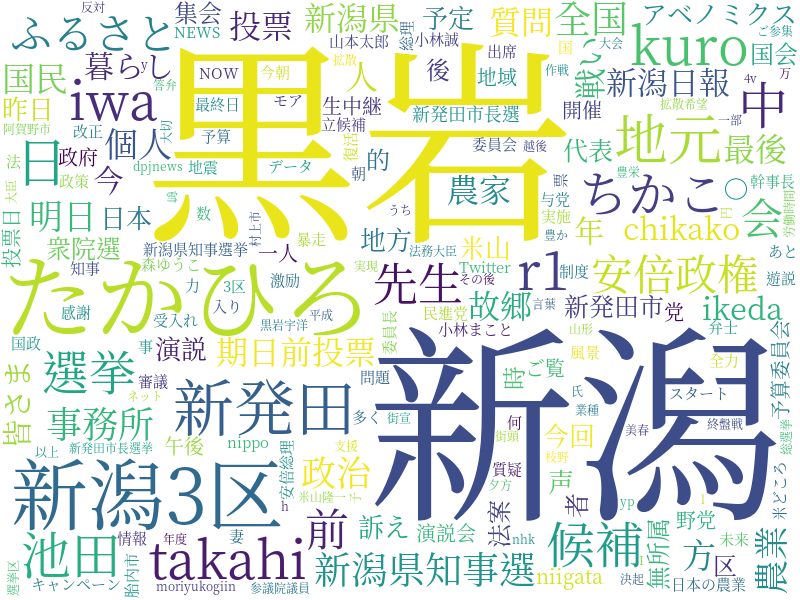 反対
ふるさと
集会
NEWS
投票
新潟県
山本太郎
総理
予定
小林誠
質問
出席
全国
国
大会
アベノミクス
ご参集
作戦
国会
万
国民
暮らし
y
拡散
kuro
戦い
昨日
答弁
NOW
今朝
人
後
地域
新潟日報
4v
中
iwa
最終日
モア
生中継
立候補
新発田市長選
開催
拡散希望
一部
阿賀野市
改正
大切
個人
予算
復活
黒岩
委員会
越後
地元
最後
日
政府
法
今
dpjnews
地震
データ
的
農家
代表
与党
票
豊栄
幹事長
大臣
政策
朝
うち
実施
豊か
ちかこ
○
労働時間
円
投票日
明日
日本
数
地方
米山
法務大臣
年
chikako
会
衆院選
新潟県知事選挙
村上市
一人
暴走
先生
Twitter
その後
r1
制度
あと
遊説
知事
森ゆうこ
激励
実現
3区
故郷
安倍政権
たかひろ
力
入り
民進党
新発田市
党
ikeda
感謝
受入れ
黒岩宇洋
平成
委員長
小林まこと
言葉
山形
弁士
国政
事
演説
期日前投票
風景
全力
予算委員会
選挙
審議
ネット
問題
時
ご覧
氏
業種
スタート
皆さま
事務所
新発田
多く
街宣
何
今回
美春
終盤戦
総選挙
新発田市長選挙
午後
nippo
街頭
以上
支援
質疑
枝野
声
米どころ
新潟3区
安倍総理
政治
米山隆一
夕方
者
yp
新潟
h
池田
情報
年度
妻
takahi
前
訴え
演説会
nhk
法案
候補
無所属
野党
未来
農業
選挙区
キャンペーン
胎内市
moriyukogiin
参議院議員
新潟県知事選
niigata
方
決起
区
日本の農業